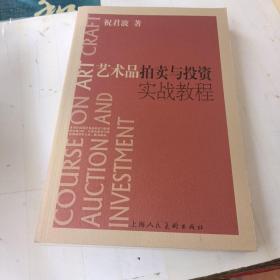 祝君波 著
艺术品拍卖与投资
实战教程
COURSE ON ART CRAFT
AUCTION AND
INVESTMENT
上海人民美术出版社